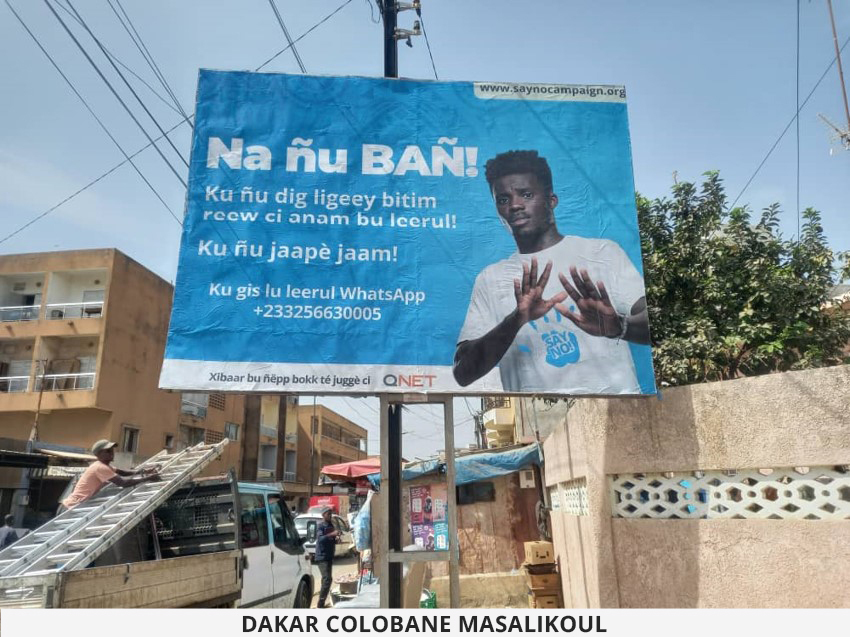 www.saynocampaign.org
Na ñu BAÑ!
Ku ñu dig ligeey bitim
reew ci anam bu leerul!
Ku ñu jaapè jaam!
Ku gis lu leerul WhatsApp
+233256630005
SAY
NO!
Xibaar bu ñëpp bokk té juggè ci QNET
DAKAR COLOBANE MASALIKOUL